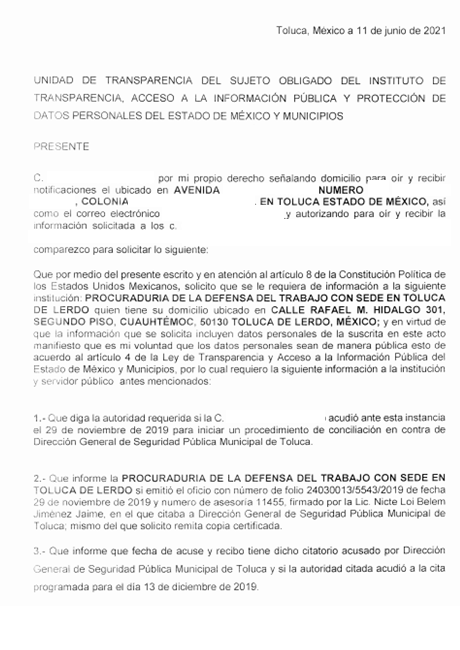 Toluca, México a 11 de junio de 2021
UNIDAD DE TRANSPARENCIA DEL SUJETO OBLIGADO DEL INSTITUTO DE
TRANSPARENCIA, ACCESO A LA INFORMACIÓN PÚBLICA Y PROTECCIÓN DE
DATOS PERSONALES DEL ESTADO DE MÉXICO Y MUNICIPIOS
PRESENTE
C. por mi propio derecho señalando domicilio para oír y recibir
notificaciones el ubicado en AVENIDA NUMERO
, COLONIA . EN TOLUCA ESTADO DE MÉXICO, así
como el correo electrónico y autorizando para oír y recibir la
información solicitada a los c.
comparezco para solicitar lo siguiente:
Que por medio del presente escrito y en atención al artículo 8 de la Constitución Política de
los Estados Unidos Mexicanos, solicito que se le requiera de información a la siguiente
institución: PROCURADURIA DE LA DEFENSA DEL TRABAJO CON SEDE EN TOLUCA
DE LERDO quien tiene su domicilio ubicado en CALLE RAFAEL M. HIDALGO 301,
SEGUNDO PISO, CUAUHTÉMOC, 50130 TOLUCA DE LERDO, MÉXICO; y en virtud de
que la información que se solicita incluyen datos personales de la suscrita en este acto
manifiesto que es mi voluntad que los datos personales sean de manera pública esto de
acuerdo al artículo 4 de la Ley de Transparencia y Acceso a la Información Pública del
Estado de México y Municipios, por lo cual requiero la siguiente información a la institución
y servidor público antes mencionados:
1.- Que diga la autoridad requerida si la C. acudió ante esta instancia
el 29 de noviembre de 2019 para iniciar un procedimiento de conciliación en contra de
Dirección General de Seguridad Pública Municipal de Toluca.
2.- Que informe la PROCURADURIA DE LA DEFENSA DEL TRABAJO CON SEDE EN
TOLUCA DE LERDO si emitió el oficio con número de folio 24030013/5543/2019 de fecha
29 de noviembre de 2019 y numero de asesoria 11455, firmado por la Lic. Nicte Loi Belem
Jiménez Jaime, en el que citaba a Dirección General de Seguridad Pública Municipal de
Toluca; mismo del que solicito remita copia certificada.
3.- Que informe que fecha de acuse y recibo tiene dicho citatorio acusado por Dirección
General de Seguridad Pública Municipal de Toluca y si la autoridad citada acudió a la cita
programada para el día 13 de diciembre de 2019.